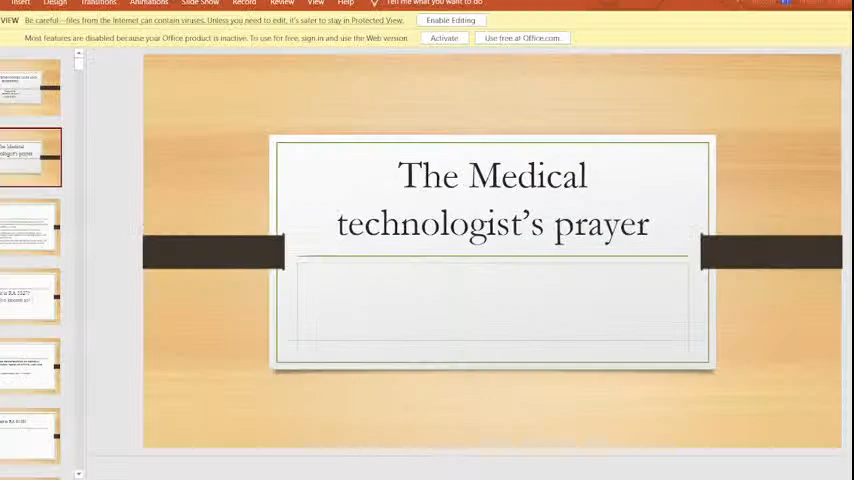 Insert Design Transitions Animations Slide Show Record Review View Help Tell me what you want to do
VIEW Be careful—files from the Internet can contain viruses. Unless you need to edit, it's safer to stay in Protected View. Enable Editing
Most features are disabled because your Office product is inactive. To use for free, sign in and use the Web version. Activate Use free at Office.com
The Medical
technologist's prayer